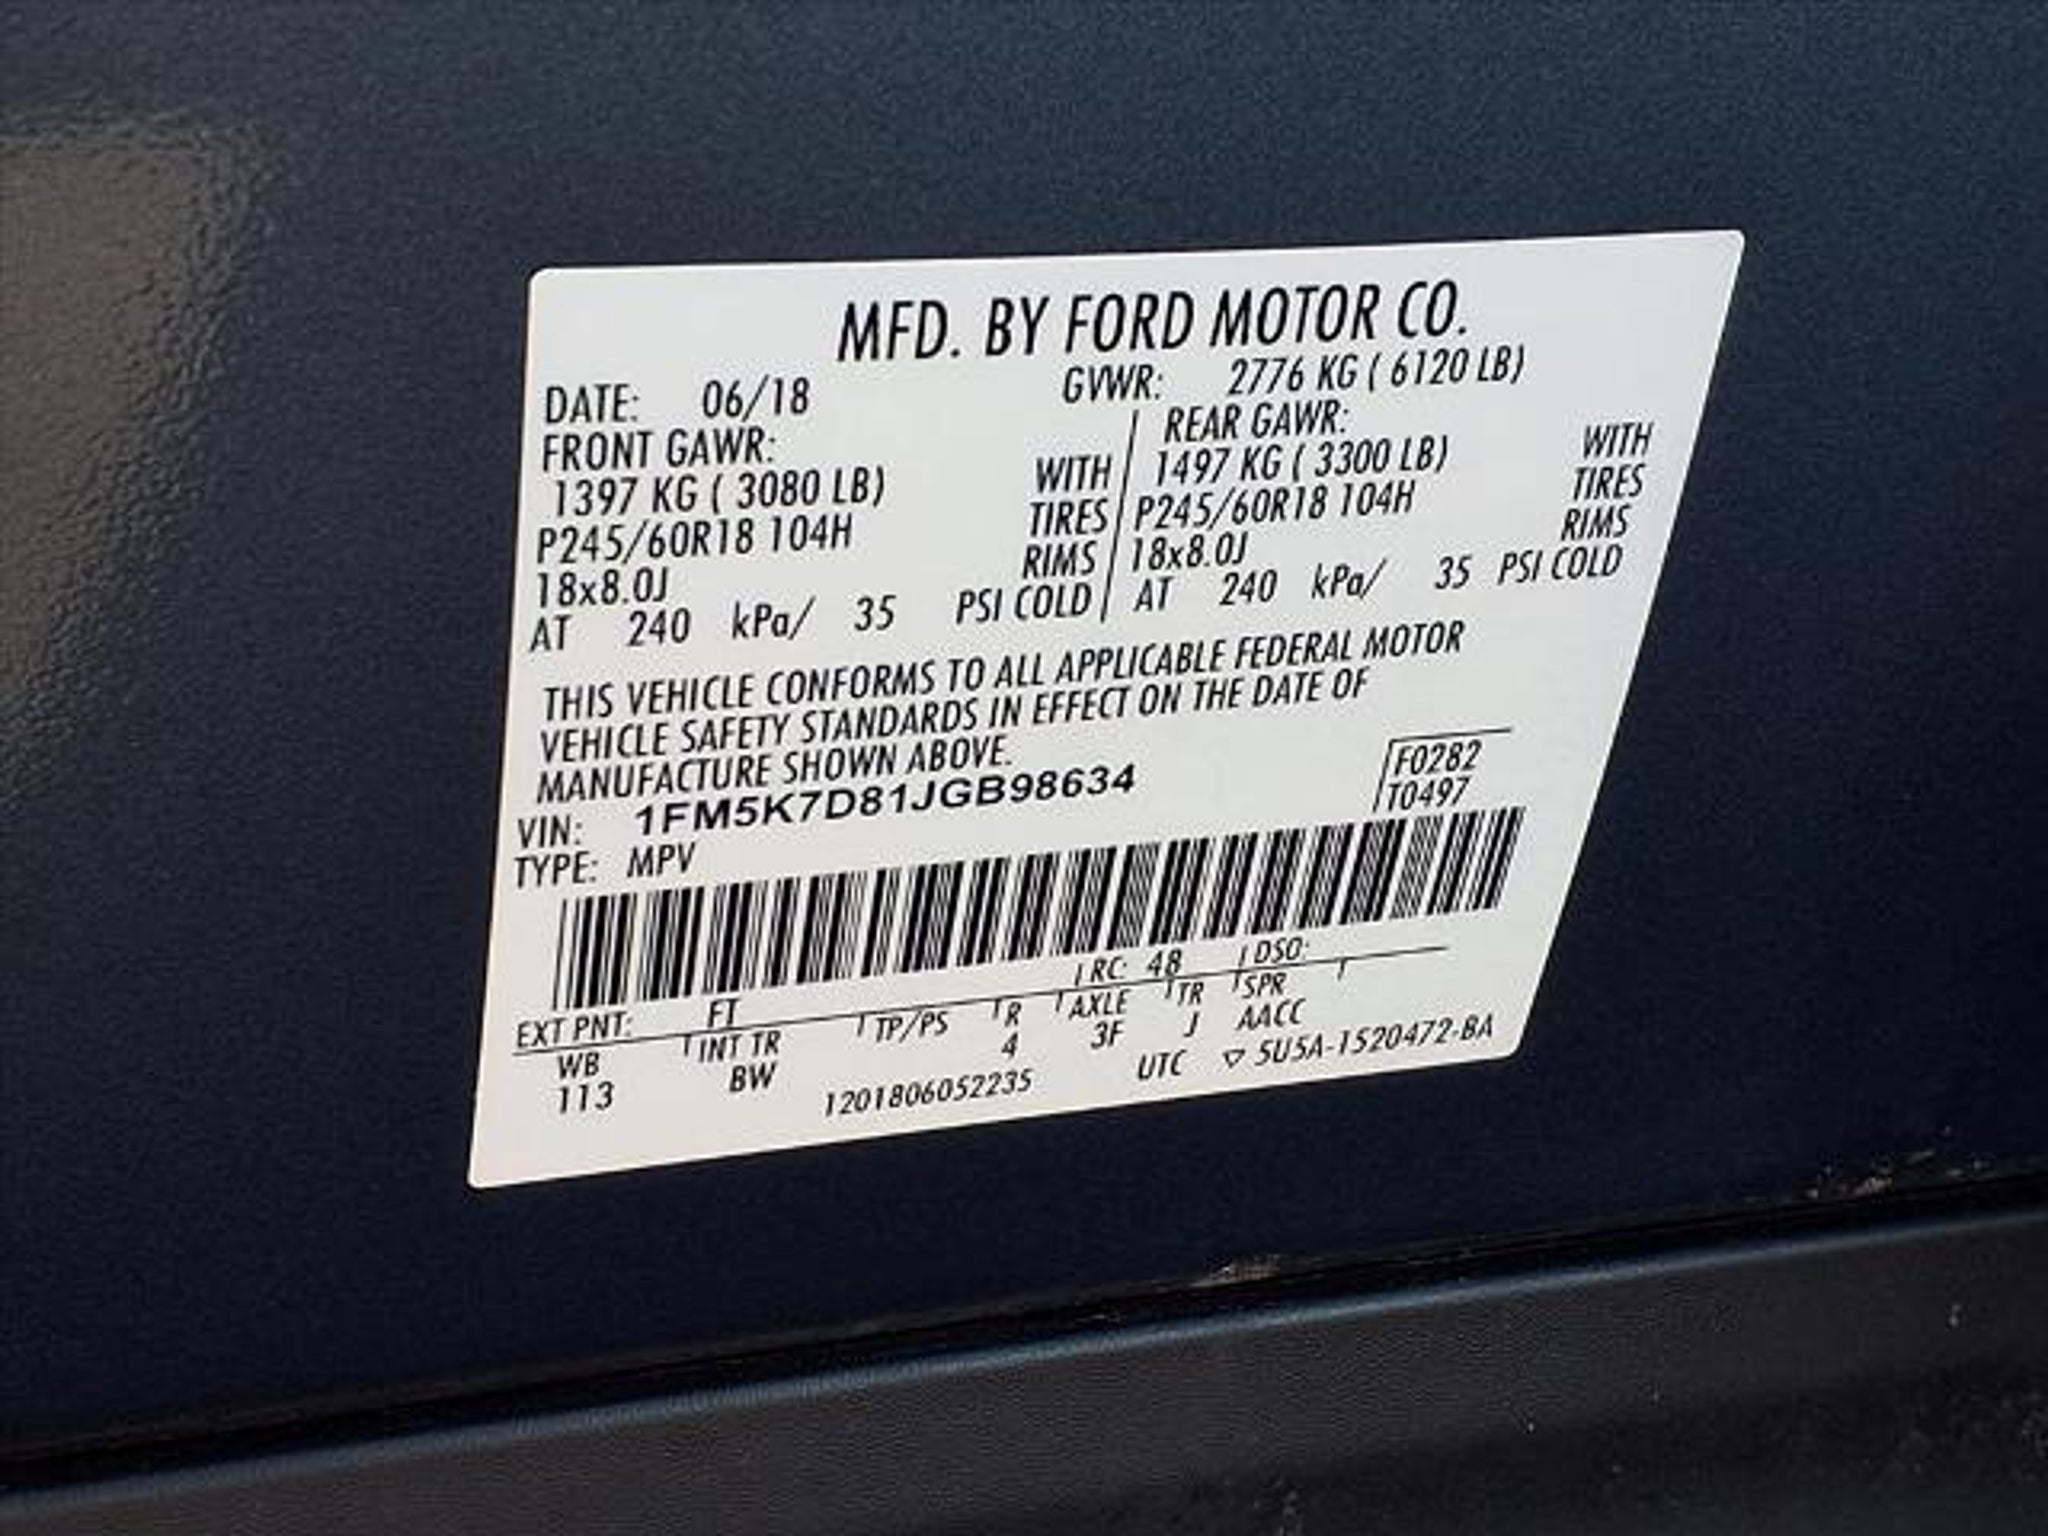 MFD. BY FORD MOTOR CO.
DATE: 06/18 GVWR: 2776 KG ( 6120 LB)
FRONT GAWR: REAR GAWR:
1397 KG ( 3080 LB) WITH 1497 KG ( 3300 LB) WITH
P245/60R18 104H TIRES P245/60R18 104H TIRES
18x8.0J RIMS 18x8.0J RIMS
AT 240 kPa/ 35 PSI COLD AT 240 kPa/ 35 PSI COLD
THIS VEHICLE CONFORMS TO ALL APPLICABLE FEDERAL MOTOR
VEHICLE SAFETY STANDARDS IN EFFECT ON THE DATE OF
MANUFACTURE SHOWN ABOVE.
VIN: 1FM5K7D81JGB98634 F0282
TYPE: MPV T0497
EXT PNT: FT RC: 48 DSO:
WB INT TR TP/PS R AXLE TR SPR
113 BW 4 3F J AACC
1201806052235 UTC ▽ 5U5A-1520472-BA